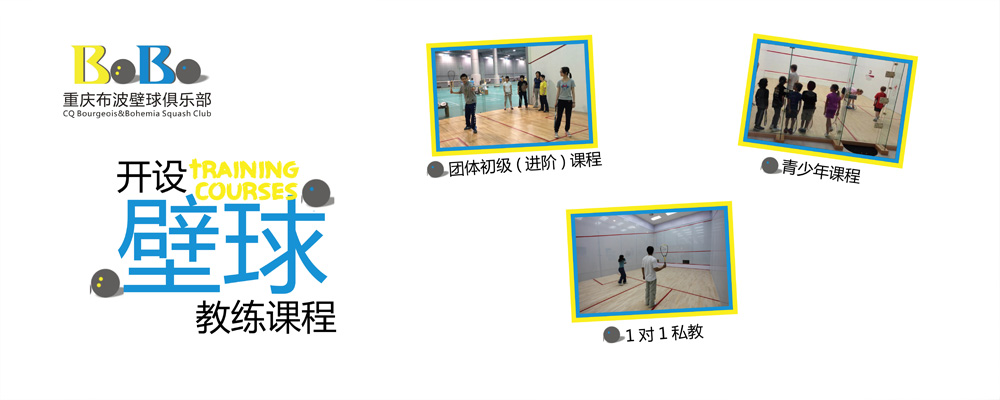 BoBo
重庆布波壁球俱乐部
CQ Bourgeois&Bohemia Squash Club
开设
TRAINING
COURSES
壁球
教练课程
团体初级(进阶)课程
青少年课程
1对1私教